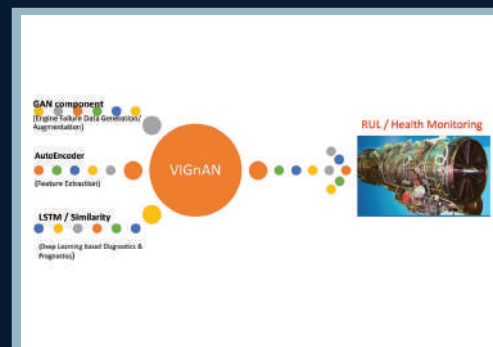 GAN component
(Engine Failure Data Generation/
Augmentation)
AutoEncoder
(Feature Extraction)
LSTM / Similarity
(Deep Learning based Diagnostics &
Prognostics)
VIGnAN
RUL / Health Monitoring